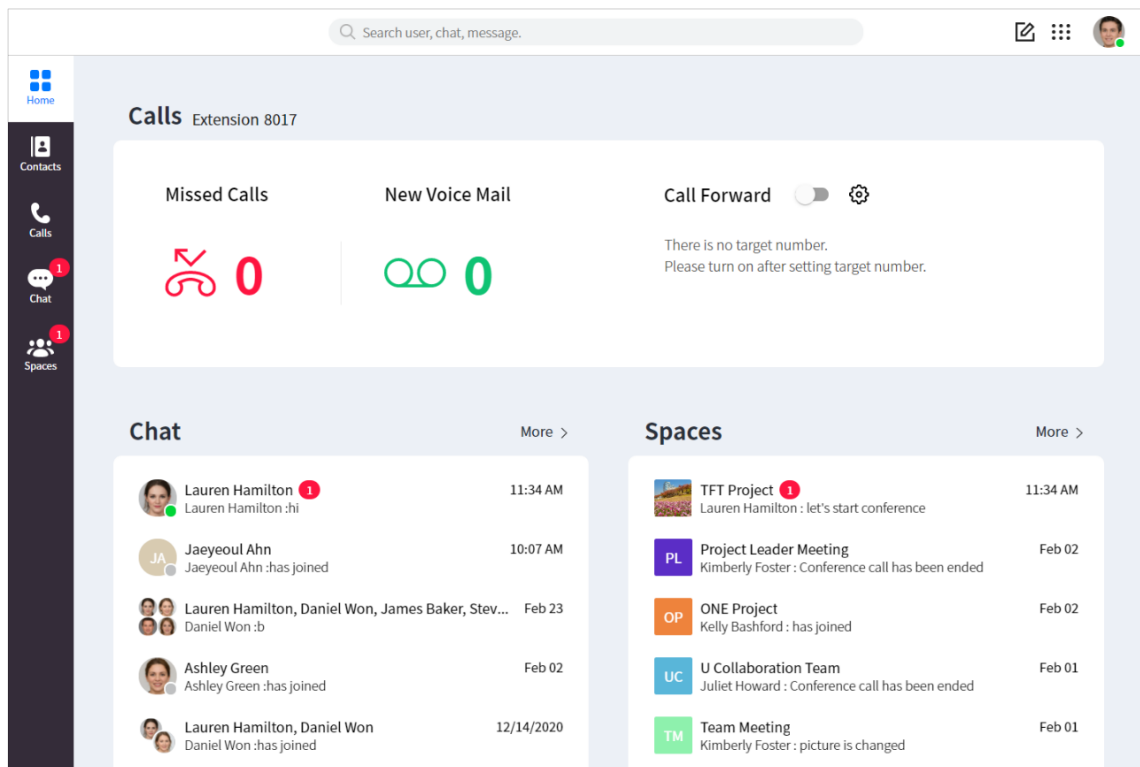 Search user, chat, message.
Home
Contacts
Calls
1
Chat
1
Spaces
Calls Extension 8017
Missed Calls
0
New Voice Mail
0
Call Forward
There is no target number.
Please turn on after setting target number.
Chat More >
Lauren Hamilton 1 11:34 AM
Lauren Hamilton :hi
JA
Jaeyeoul Ahn 10:07 AM
Jaeyeoul Ahn :has joined
Lauren Hamilton, Daniel Won, James Baker, Stev... Feb 23
Daniel Won :b
Ashley Green Feb 02
Ashley Green :has joined
Lauren Hamilton, Daniel Won 12/14/2020
Daniel Won :has joined
Spaces More >
TFT Project 1 11:34 AM
Lauren Hamilton : let's start conference
PL
Project Leader Meeting Feb 02
Kimberly Foster : Conference call has been ended
OP
ONE Project Feb 02
Kelly Bashford : has joined
UC
U Collaboration Team Feb 01
Juliet Howard : Conference call has been ended
TM
Team Meeting Feb 01
Kimberly Foster : picture is changed